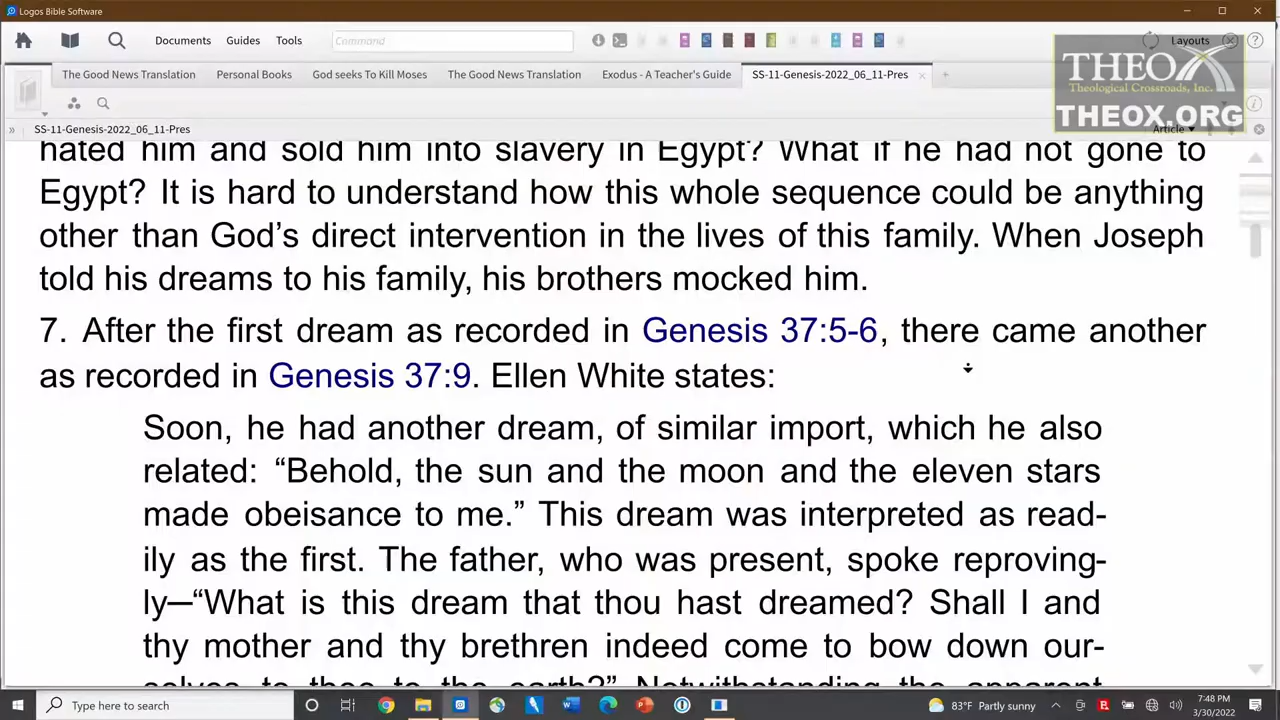 Logos Bible Software
Documents Guides Tools Command Layouts
The Good News Translation Personal Books God seeks To Kill Moses The Good News Translation Exodus - A Teacher's Guide SS-11-Genesis-2022_06_11-Pres
THEOX
Theological Crossroads, Inc.
THEOX.ORG
SS-11-Genesis-2022_06_11-Pres Article
hated him and sold him into slavery in Egypt? What if he had not gone to
Egypt? It is hard to understand how this whole sequence could be anything
other than God’s direct intervention in the lives of this family. When Joseph
told his dreams to his family, his brothers mocked him.
7. After the first dream as recorded in Genesis 37:5-6, there came another
as recorded in Genesis 37:9. Ellen White states:
Soon, he had another dream, of similar import, which he also
related: “Behold, the sun and the moon and the eleven stars
made obeisance to me.” This dream was interpreted as read-
ily as the first. The father, who was present, spoke reproving-
ly—“What is this dream that thou hast dreamed? Shall I and
thy mother and thy brethren indeed come to bow down our-
selves to thee to the earth?” Notwithstanding the apparent
Type here to search
83°F Partly sunny
7:48 PM
3/30/2022